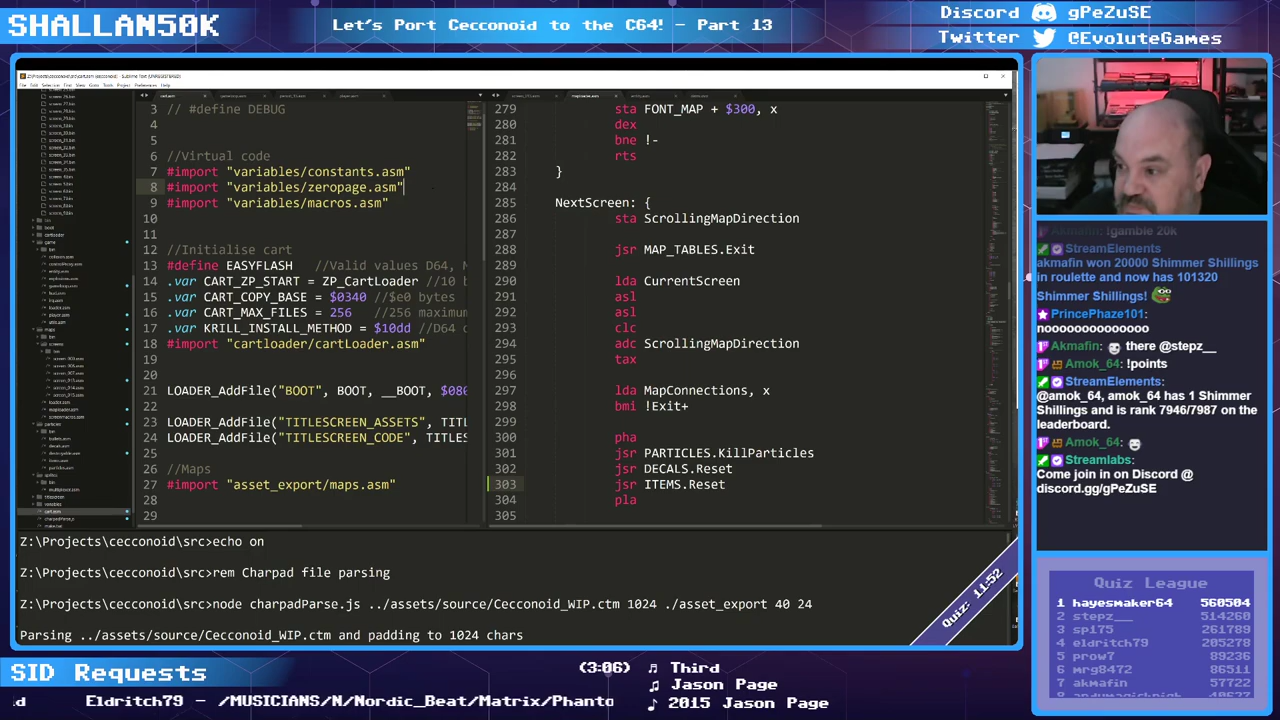 SHALLAN50K
Let's Port Cecconoid to the C64! - Part 13
Discord gPeZuSE
Twitter @EvoluteGames
3 // #define DEBUG
4
5
6 //Virtual code
7 #import "variables/constants.asm"
8 #import "variables/zeropage.asm"
9 #import "variables/macros.asm"
10
11
12 //Initialise cart
13 #define EASYFLASH //Valid values D64, M
14 .var CART_ZP_START = ZP_CartLoader //10 b
15 .var CART_COPY_BASE = $0340 //$e0 bytes
16 .var CART_MAX_FILES = 256 //256 maximum
17 .var KRILL_INSTALL_METHOD = $10dd //D64 o
18 #import "cartloader/cartLoader.asm"
19
20
21 LOADER_AddFile("BOOT", BOOT, __BOOT, $080
22
23 LOADER_AddFile("TITLESCREEN_ASSETS", TITL
24 LOADER_AddFile("TITLESCREEN_CODE", TITLES
25
26 //Maps
27 #import "asset_export/maps.asm"
28
29
279 sta FONT_MAP + $300, x
280 dex
281 bne !-
282 rts
283 }
284
285 NextScreen: {
286 sta ScrollingMapDirection
287
288 jsr MAP_TABLES.Exit
289
290 lda CurrentScreen
291 asl
292 asl
293 clc
294 adc ScrollingMapDirection
295 tax
296
297 lda MapConnections, x
298 bmi !Exit+
299
300 pha
301 jsr PARTICLES.KillParticles
302 jsr DECALS.Reset
303 jsr ITEMS.Reset
304 pla
305
Z:\Projects\cecconoid\src>echo on
Z:\Projects\cecconoid\src>rem Charpad file parsing
Z:\Projects\cecconoid\src>node charpadParse.js ../assets/source/Cecconoid_WIP.ctm 1024 ./asset_export 40 24
Parsing ../assets/source/Cecconoid_WIP.ctm and padding to 1024 chars
Quiz: 11:52
Akmafin: !gamble 20k
StreamElements:
akmafin won 20000 Shimmer Shillings
in roulette and now has 101320
Shimmer Shillings!
PrincePhaze101:
noooooooooooooo
Akmafin: there @stepz__
Amok_64: !points
StreamElements:
@amok_64, amok_64 has 1 Shimmer
Shillings and is rank 7946/7987 on the
leaderboard.
Amok_64:
Streamlabs:
Come join in on Discord @
discord.gg/gPeZuSE
Quiz League
1 hayesmaker64 560504
2 stepz__ 514260
3 sp175 261789
4 eldritch79 205278
5 prow7 89236
6 mrg8472 86511
7 akmafin 57722
SID Requests
(3:06) ♫ Third
♫ Jason Page
♪ 2015 Jason Page
Eldritch79 - /MUSICIANS/N/Nordic_Beat/Matrix/Phanto